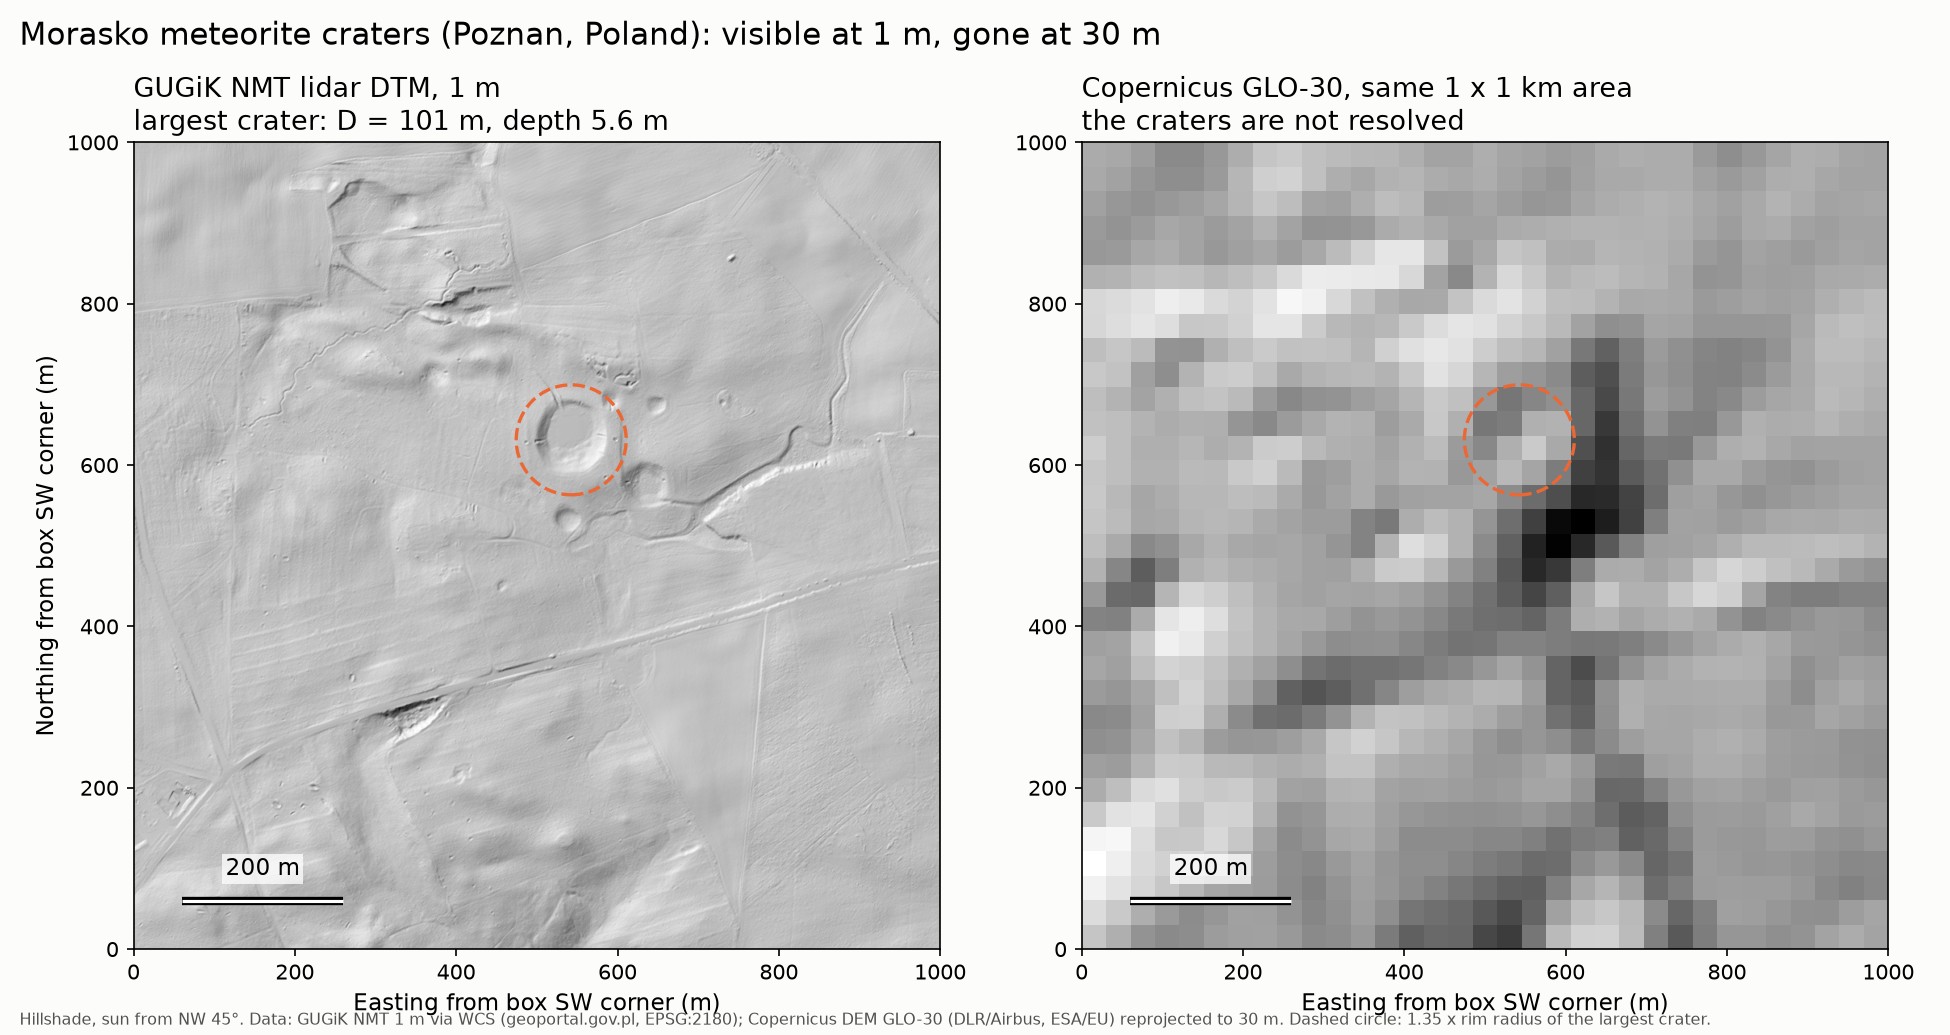 Morasko meteorite craters (Poznan, Poland): visible at 1 m, gone at 30 m
GUGiK NMT lidar DTM, 1 m
largest crater: D = 101 m, depth 5.6 m
1000
800
600
400
200
0
Northing from box SW corner (m)
200 m
0 200 400 600 800 1000
Easting from box SW corner (m)
Copernicus GLO-30, same 1 x 1 km area
the craters are not resolved
1000
800
600
400
200
0
200 m
0 200 400 600 800 1000
Easting from box SW corner (m)
Hillshade, sun from NW 45°. Data: GUGiK NMT 1 m via WCS (geoportal.gov.pl, EPSG:2180); Copernicus DEM GLO-30 (DLR/Airbus, ESA/EU) reprojected to 30 m. Dashed circle: 1.35 x rim radius of the largest crater.